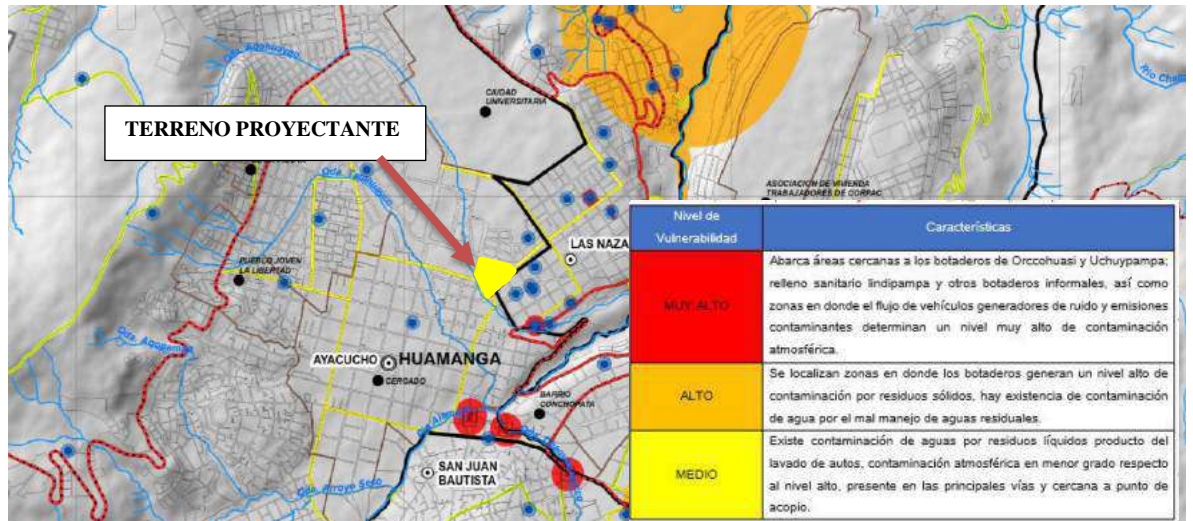 Qda. Aqohuayqo
CIUDAD
UNIVERSITARIA
TERRENO PROYECTANTE
ASOCIACION DE VIVIENDA
TRABAJADORES DE CORPAC
LAS NAZA
PUEBLO JOVEN
LA LIBERTAD
AYACUCHO
HUAMANGA
CERCADO
BARRIO
CONCHOPATA
SAN JUAN
BAUTISTA
Qda. Arroyo Seco
Nivel de
Vulnerabilidad
Características
MUY ALTO
Abarca áreas cercanas a los botaderos de Orccohuasi y Uchuypampa;
relleno sanitario lindipampa y otros botaderos informales, así como
zonas en donde el flujo de vehículos generadores de ruido y emisiones
contaminantes determinan un nivel muy alto de contaminación
atmosférica.
ALTO
Se localizan zonas en donde los botaderos generan un nivel alto de
contaminación por residuos sólidos, hay existencia de contaminación
de agua por el mal manejo de aguas residuales.
MEDIO
Existe contaminación de aguas por residuos líquidos producto del
lavado de autos, contaminación atmosférica en menor grado respecto
al nivel alto, presente en las principales vías y cercana a punto de
acopio.